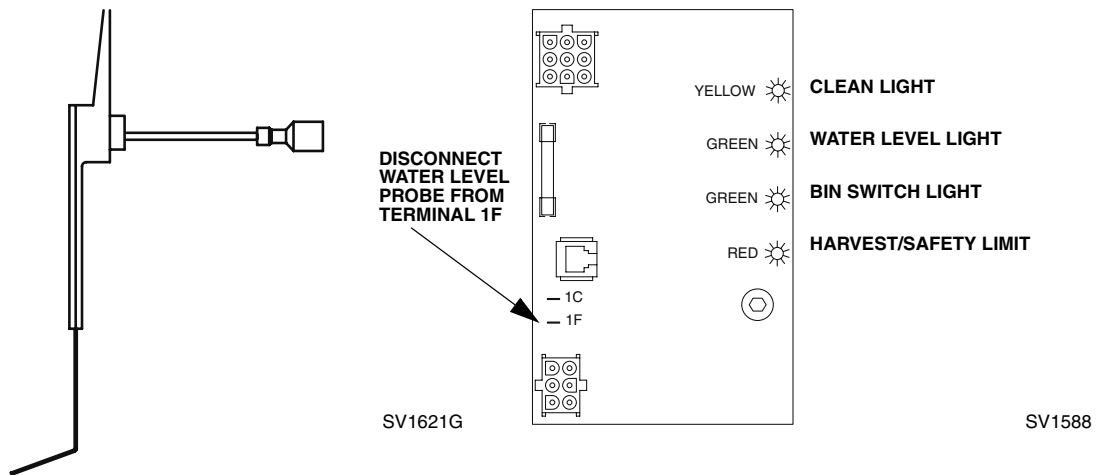 YELLOW CLEAN LIGHT
GREEN WATER LEVEL LIGHT
DISCONNECT
WATER LEVEL
PROBE FROM
TERMINAL 1F
GREEN BIN SWITCH LIGHT
RED HARVEST/SAFETY LIMIT
1C
1F
SV1621G
SV1588